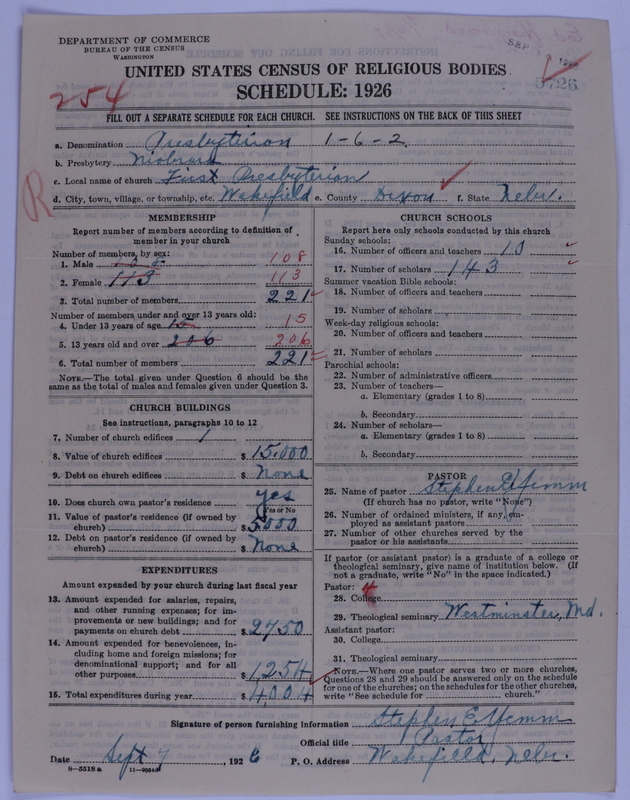 DEPARTMENT OF COMMERCE
BUREAU OF THE CENSUS
WASHINGTON
SEP
9726
UNITED STATES CENSUS OF RELIGIOUS BODIES
SCHEDULE: 1926
254
FILL OUT A SEPARATE SCHEDULE FOR EACH CHURCH. SEE INSTRUCTIONS ON THE BACK OF THIS SHEET
a. Denomination Presbyterian 1-6-2
b. Presbytery Niobrara
c. Local name of church First Presbyterian
d. City, town, village, or township, etc. Wakefield e. County Dixon f. State Nebr.
R
MEMBERSHIP
Report number of members according to definition of member in your church
Number of members, by sex:
1. Male 108
2. Female 113 113
3. Total number of members 221
Number of members under and over 13 years old:
4. Under 13 years of age 15 15
5. 13 years old and over 206 206
6. Total number of members 221
NOTE.—The total given under Question 6 should be the same as the total of males and females given under Question 3.
CHURCH BUILDINGS
See instructions, paragraphs 10 to 12
7. Number of church edifices 1
8. Value of church edifices $ 15,000
9. Debt on church edifices $ None
10. Does church own pastor's residence yes
Yes or No
11. Value of pastor's residence (if owned by church) $ 5000
12. Debt on pastor's residence (if owned by church) $ None
EXPENDITURES
Amount expended by your church during last fiscal year
13. Amount expended for salaries, repairs, and other running expenses; for improvements or new buildings; and for payments on church debt $ 2750
14. Amount expended for benevolences, including home and foreign missions; for denominational support; and for all other purposes $ 1254
15. Total expenditures during year $ 4004
CHURCH SCHOOLS
Report here only schools conducted by this church
Sunday schools:
16. Number of officers and teachers 10
17. Number of scholars 143
Summer vacation Bible schools:
18. Number of officers and teachers
19. Number of scholars
Week-day religious schools:
20. Number of officers and teachers
21. Number of scholars
Parochial schools:
22. Number of administrative officers
23. Number of teachers—
a. Elementary (grades 1 to 8)
b. Secondary
24. Number of scholars—
a. Elementary (grades 1 to 8)
b. Secondary
PASTOR
25. Name of pastor Stephen E. Yemm
(If church has no pastor, write "None")
26. Number of ordained ministers, if any, employed as assistant pastors
27. Number of other churches served by the pastor or his assistants
If pastor (or assistant pastor) is a graduate of a college or theological seminary, give name of institution below. (If not a graduate, write "No" in the space indicated.)
Pastor:
28. College
29. Theological seminary Westminster, Md.
Assistant pastor:
30. College
31. Theological seminary
NOTE.—Where one pastor serves two or more churches, Questions 28 and 29 should be answered only on the schedule for one of the churches; on the schedules for the other churches, write "See schedule for church."
Signature of person furnishing information Stephen E Yemm
Official title Pastor
Date Sept 7, 1926 P. O. Address Wakefield, Nebr.
8—5518 a